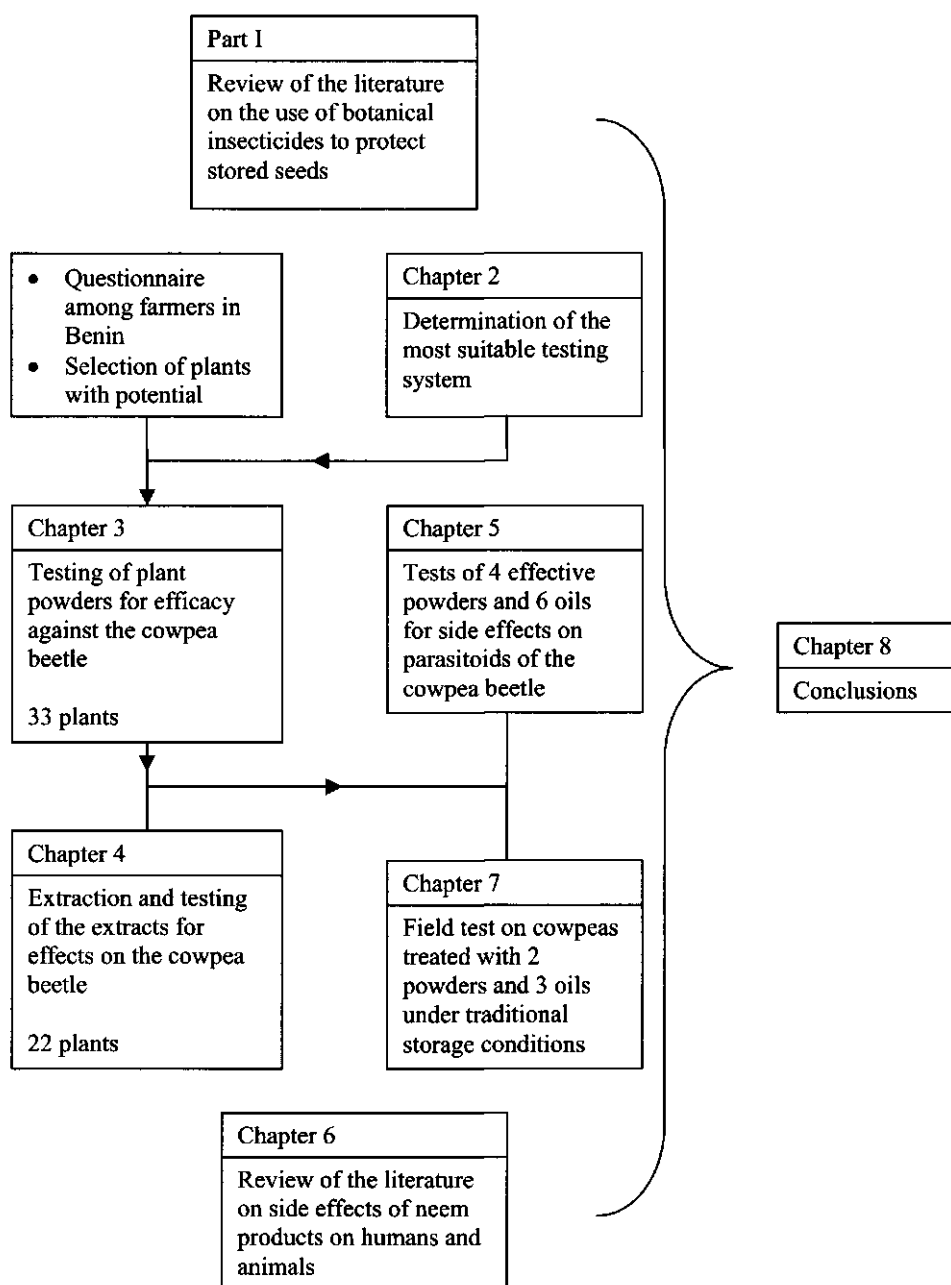 Part I
Review of the literature
on the use of botanical
insecticides to protect
stored seeds
• Questionnaire
among farmers in
Benin
• Selection of plants
with potential
Chapter 2
Determination of the
most suitable testing
system
Chapter 3
Testing of plant
powders for efficacy
against the cowpea
beetle
33 plants
Chapter 5
Tests of 4 effective
powders and 6 oils
for side effects on
parasitoids of the
cowpea beetle
Chapter 8
Conclusions
Chapter 4
Extraction and testing
of the extracts for
effects on the cowpea
beetle
22 plants
Chapter 7
Field test on cowpeas
treated with 2
powders and 3 oils
under traditional
storage conditions
Chapter 6
Review of the literature
on side effects of neem
products on humans and
animals